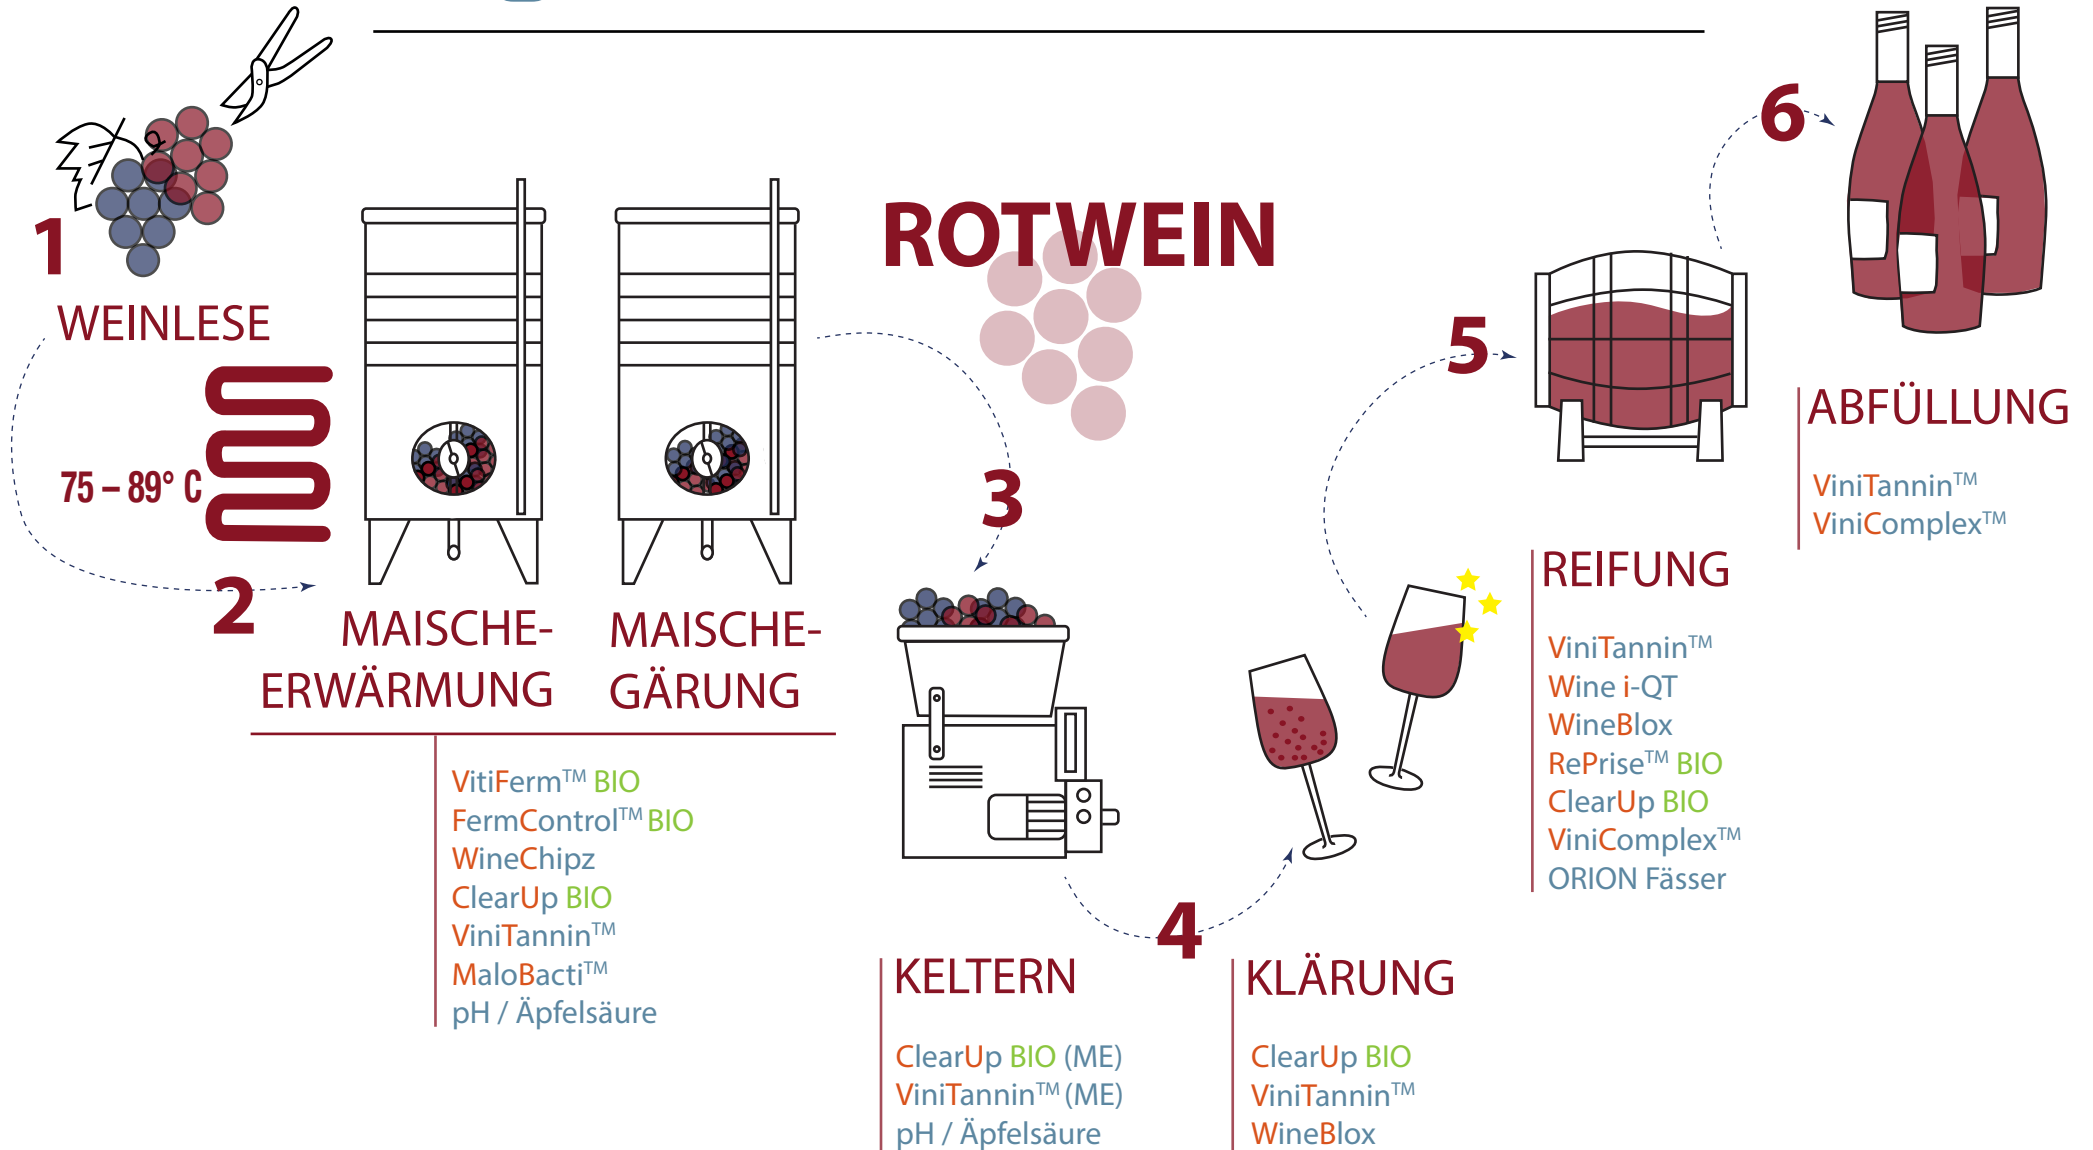 1
WEINLESE
75 – 89° C
2
MAISCHE-
ERWÄRMUNG
MAISCHE-
GÄRUNG
VitiFerm™ BIO
FermControl™ BIO
WineChipz
ClearUp BIO
ViniTannin™
MaloBacti™
pH / Äpfelsäure
ROTWEIN
3
KELTERN
ClearUp BIO (ME)
ViniTannin™ (ME)
pH / Äpfelsäure
4
KLÄRUNG
ClearUp BIO
ViniTannin™
WineBlox
5
REIFUNG
ViniTannin™
Wine i-QT
WineBlox
RePrise™ BIO
ClearUp BIO
ViniComplex™
ORION Fässer
6
ABFÜLLUNG
ViniTannin™
ViniComplex™